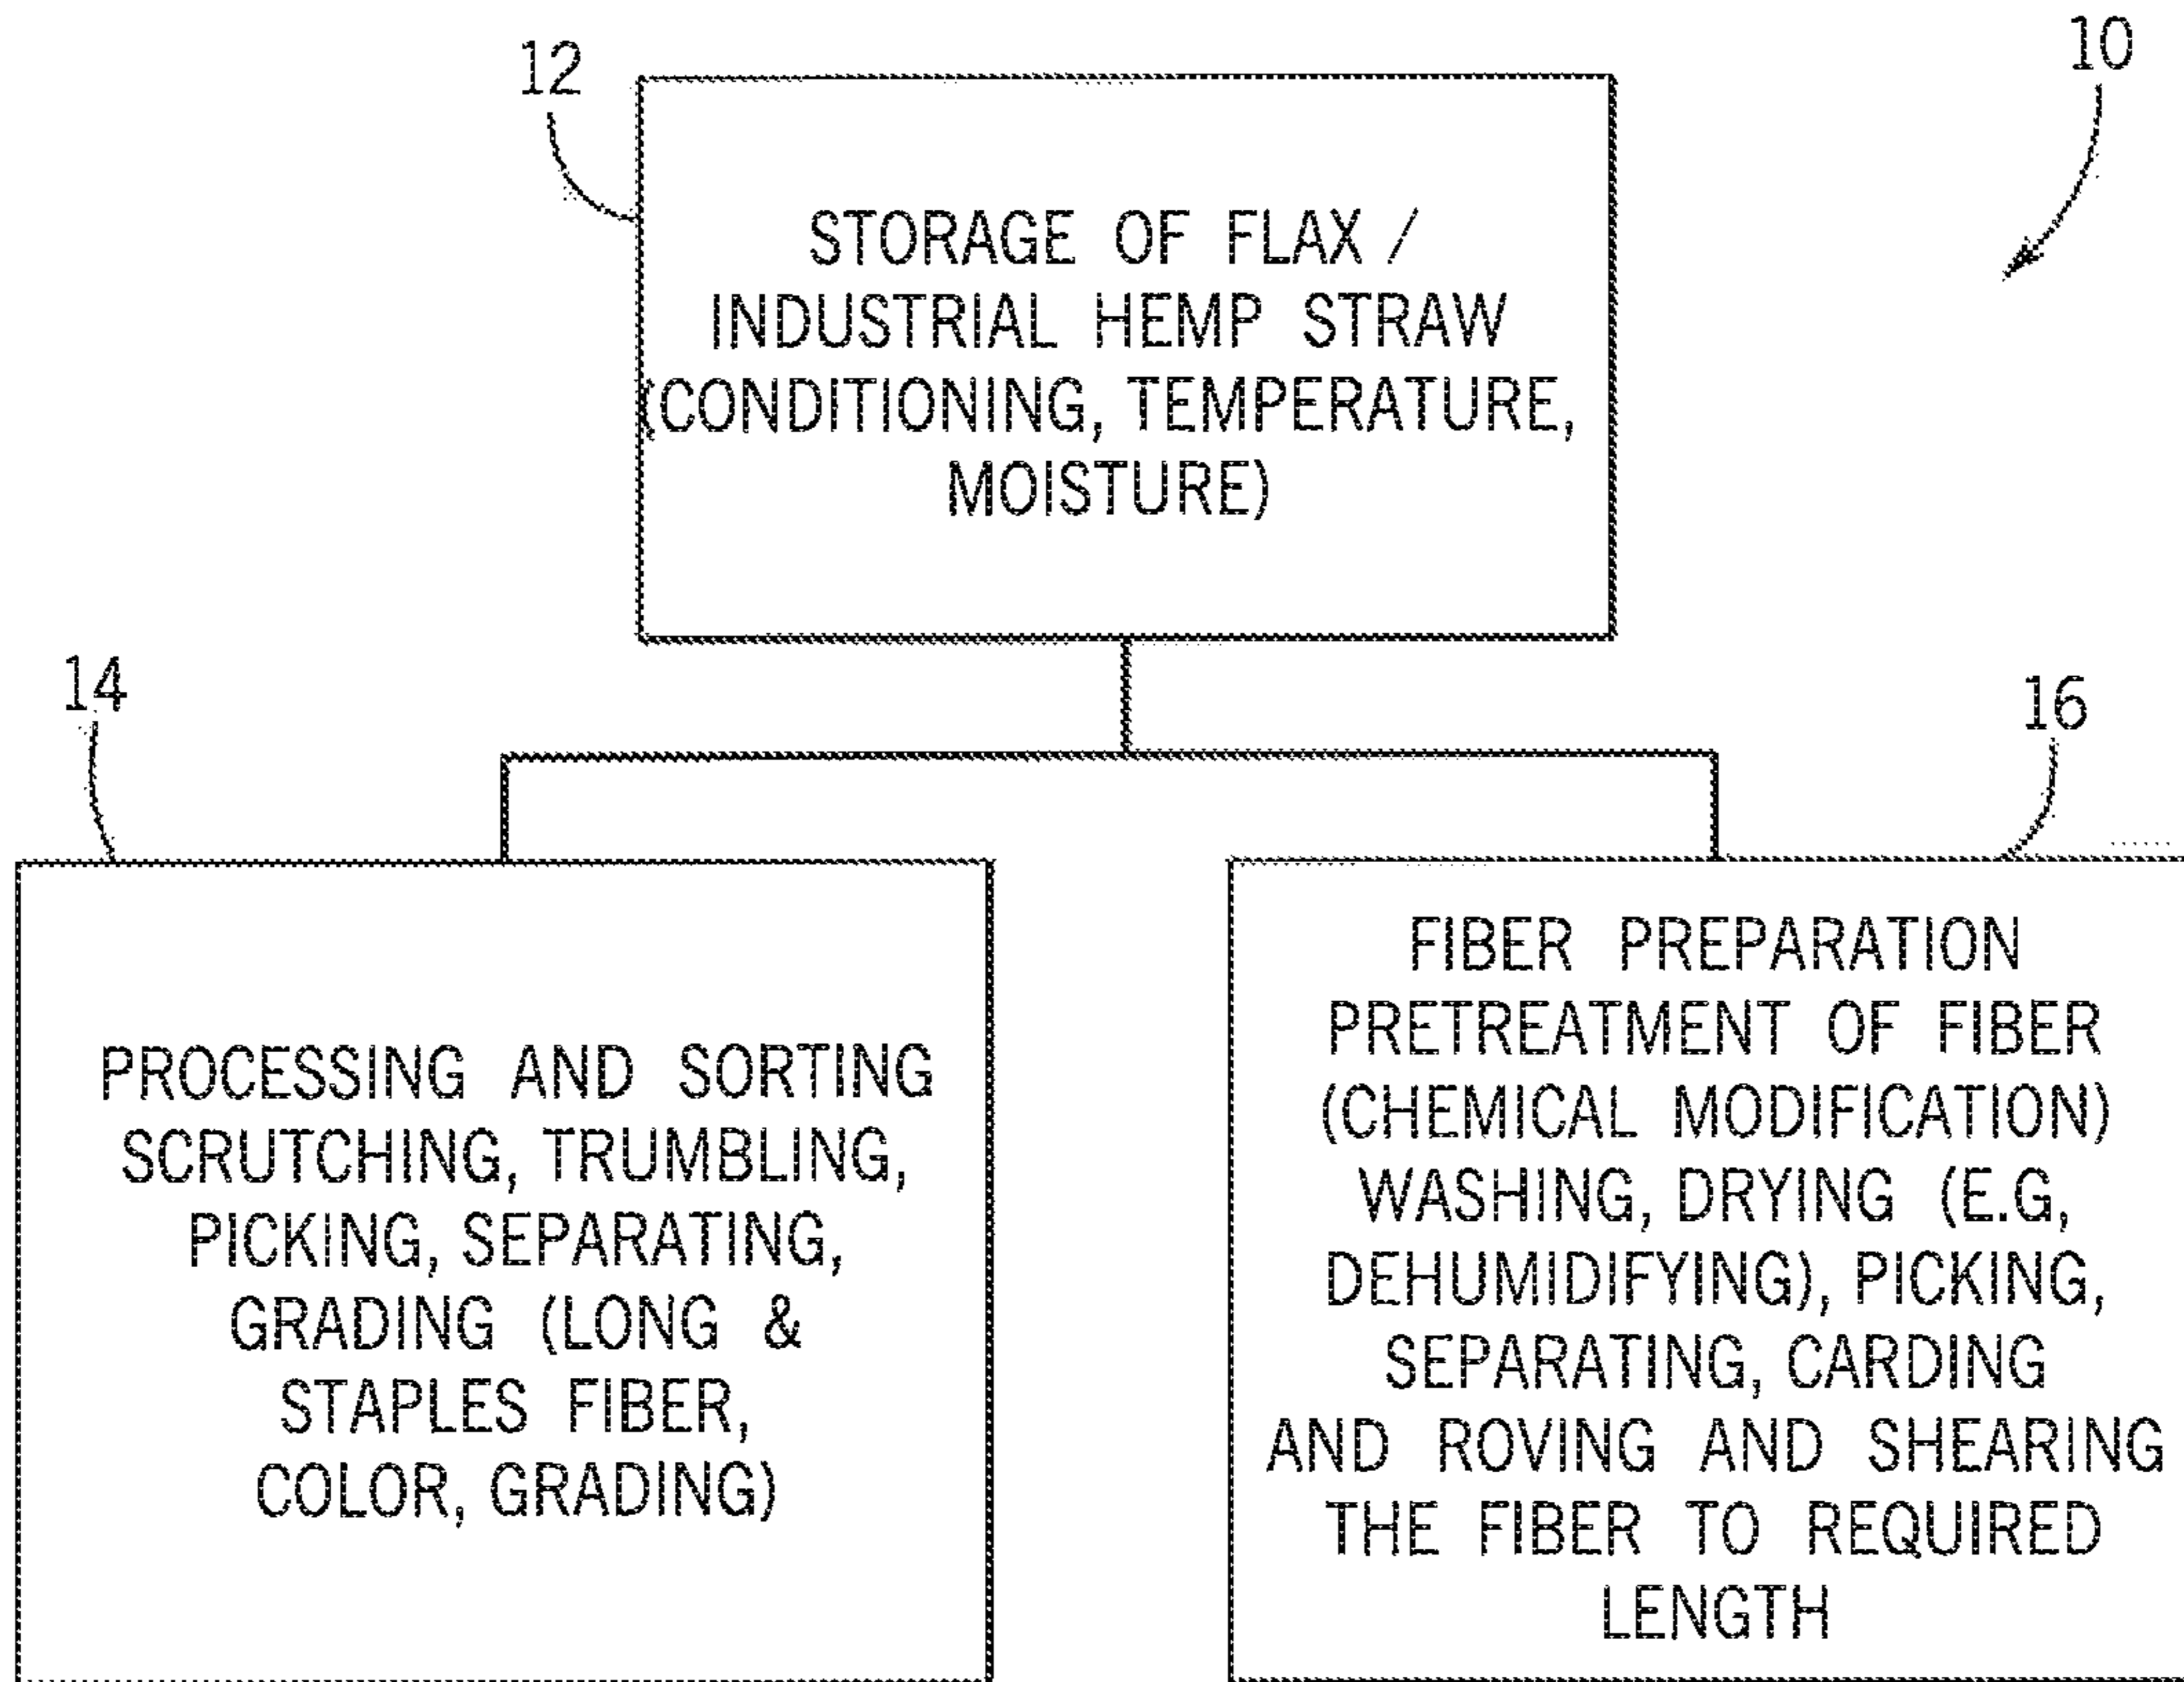 10
12
STORAGE OF FLAX /
INDUSTRIAL HEMP STRAW
(CONDITIONING, TEMPERATURE,
MOISTURE)
14
PROCESSING AND SORTING
SCRUTCHING, TRUMBLING,
PICKING, SEPARATING,
GRADING (LONG &
STAPLES FIBER,
COLOR, GRADING)
16
FIBER PREPARATION
PRETREATMENT OF FIBER
(CHEMICAL MODIFICATION)
WASHING, DRYING (E.G,
DEHUMIDIFYING), PICKING,
SEPARATING, CARDING
AND ROVING AND SHEARING
THE FIBER TO REQUIRED
LENGTH